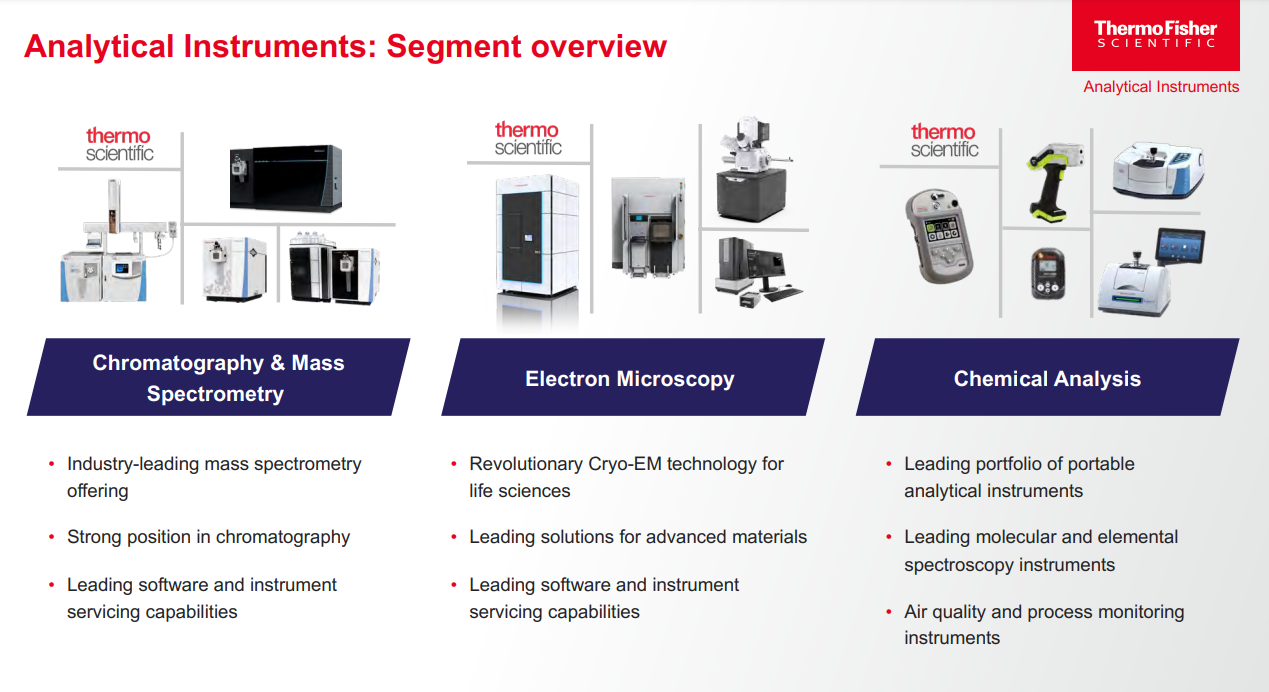 Analytical Instruments: Segment overview
ThermoFisher
SCIENTIFIC
Analytical Instruments
thermo
scientific
thermo
scientific
thermo
scientific
Chromatography & Mass
Spectrometry
Electron Microscopy
Chemical Analysis
• Industry-leading mass spectrometry
offering
• Strong position in chromatography
• Leading software and instrument
servicing capabilities
• Revolutionary Cryo-EM technology for
life sciences
• Leading solutions for advanced materials
• Leading software and instrument
servicing capabilities
• Leading portfolio of portable
analytical instruments
• Leading molecular and elemental
spectroscopy instruments
• Air quality and process monitoring
instruments